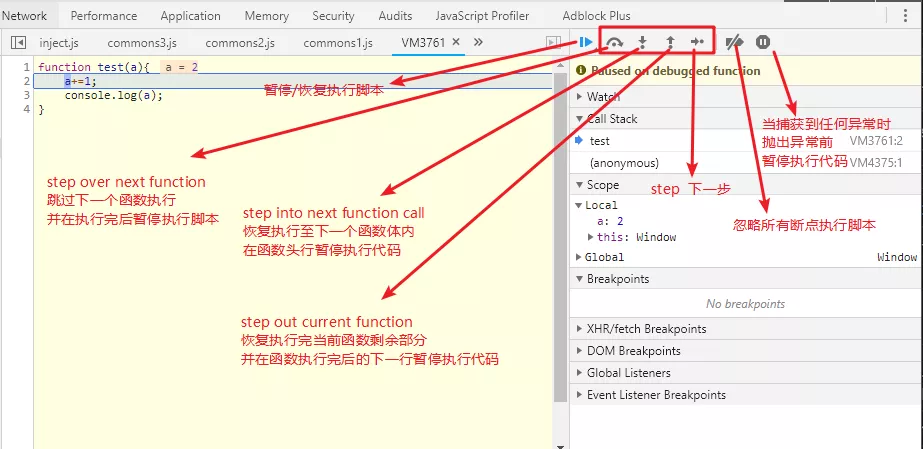 Network Performance Application Memory Security Audits JavaScript Profiler Adblock Plus
inject.js commons3.js commons2.js commons1.js VM3761 × »
1 function test(a){ a = 2
2 a+=1;
3 console.log(a);
4 }
暂停/恢复执行脚本
step over next function
跳过下一个函数执行
并在执行完后暂停执行脚本
step into next function call
恢复执行至下一个函数体内
在函数头行暂停执行代码
step out current function
恢复执行完当前函数剩余部分
并在函数执行完后的下一行暂停执行代码
Paused on debugged function
Watch
Call Stack
test VM3761:2
(anonymous) VM4375:1
当捕获到任何异常时
抛出异常前
暂停执行代码
step 下一步
忽略所有断点执行脚本
Scope
Local
a: 2
this: Window
Global Window
Breakpoints
No breakpoints
XHR/fetch Breakpoints
DOM Breakpoints
Global Listeners
Event Listener Breakpoints